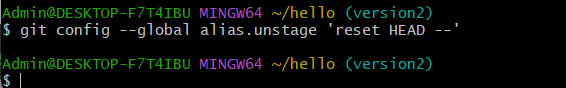 Admin@DESKTOP-F7T4IBU MINGW64 ~/hello (version2)
$ git config --global alias.unstage 'reset HEAD --'
Admin@DESKTOP-F7T4IBU MINGW64 ~/hello (version2)
$